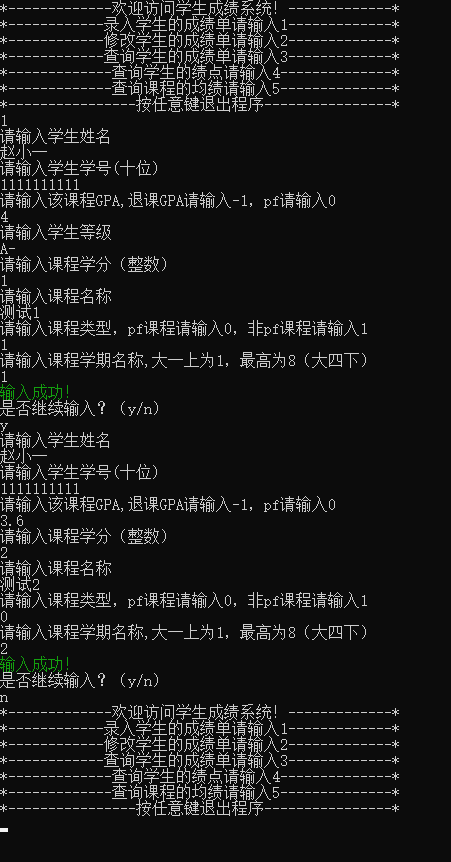 *-------------欢迎访问学生成绩系统! -------------*
*------------录入学生的成绩单请输入1-------------*
*------------修改学生的成绩单请输入2-------------*
*------------查询学生的成绩单请输入3-------------*
*-------------查询学生的绩点请输入4--------------*
*-------------查询课程的均绩请输入5--------------*
*----------------按任意键退出程序----------------*
1
请输入学生姓名
赵小一
请输入学生学号(十位)
1111111111
请输入该课程GPA,退课GPA请输入-1，pf请输入0
4
请输入学生等级
A-
请输入课程学分（整数）
1
请输入课程名称
测试1
请输入课程类型，pf课程请输入0，非pf课程请输入1
1
请输入课程学期名称,大一上为1，最高为8（大四下）
1
输入成功!
是否继续输入？（y/n）
y
请输入学生姓名
赵小一
请输入学生学号(十位)
1111111111
请输入该课程GPA,退课GPA请输入-1，pf请输入0
3.6
请输入课程学分（整数）
2
请输入课程名称
测试2
请输入课程类型，pf课程请输入0，非pf课程请输入1
0
请输入课程学期名称,大一上为1，最高为8（大四下）
2
输入成功!
是否继续输入？（y/n）
n
*-------------欢迎访问学生成绩系统! -------------*
*------------录入学生的成绩单请输入1-------------*
*------------修改学生的成绩单请输入2-------------*
*------------查询学生的成绩单请输入3-------------*
*-------------查询学生的绩点请输入4--------------*
*-------------查询课程的均绩请输入5--------------*
*----------------按任意键退出程序----------------*